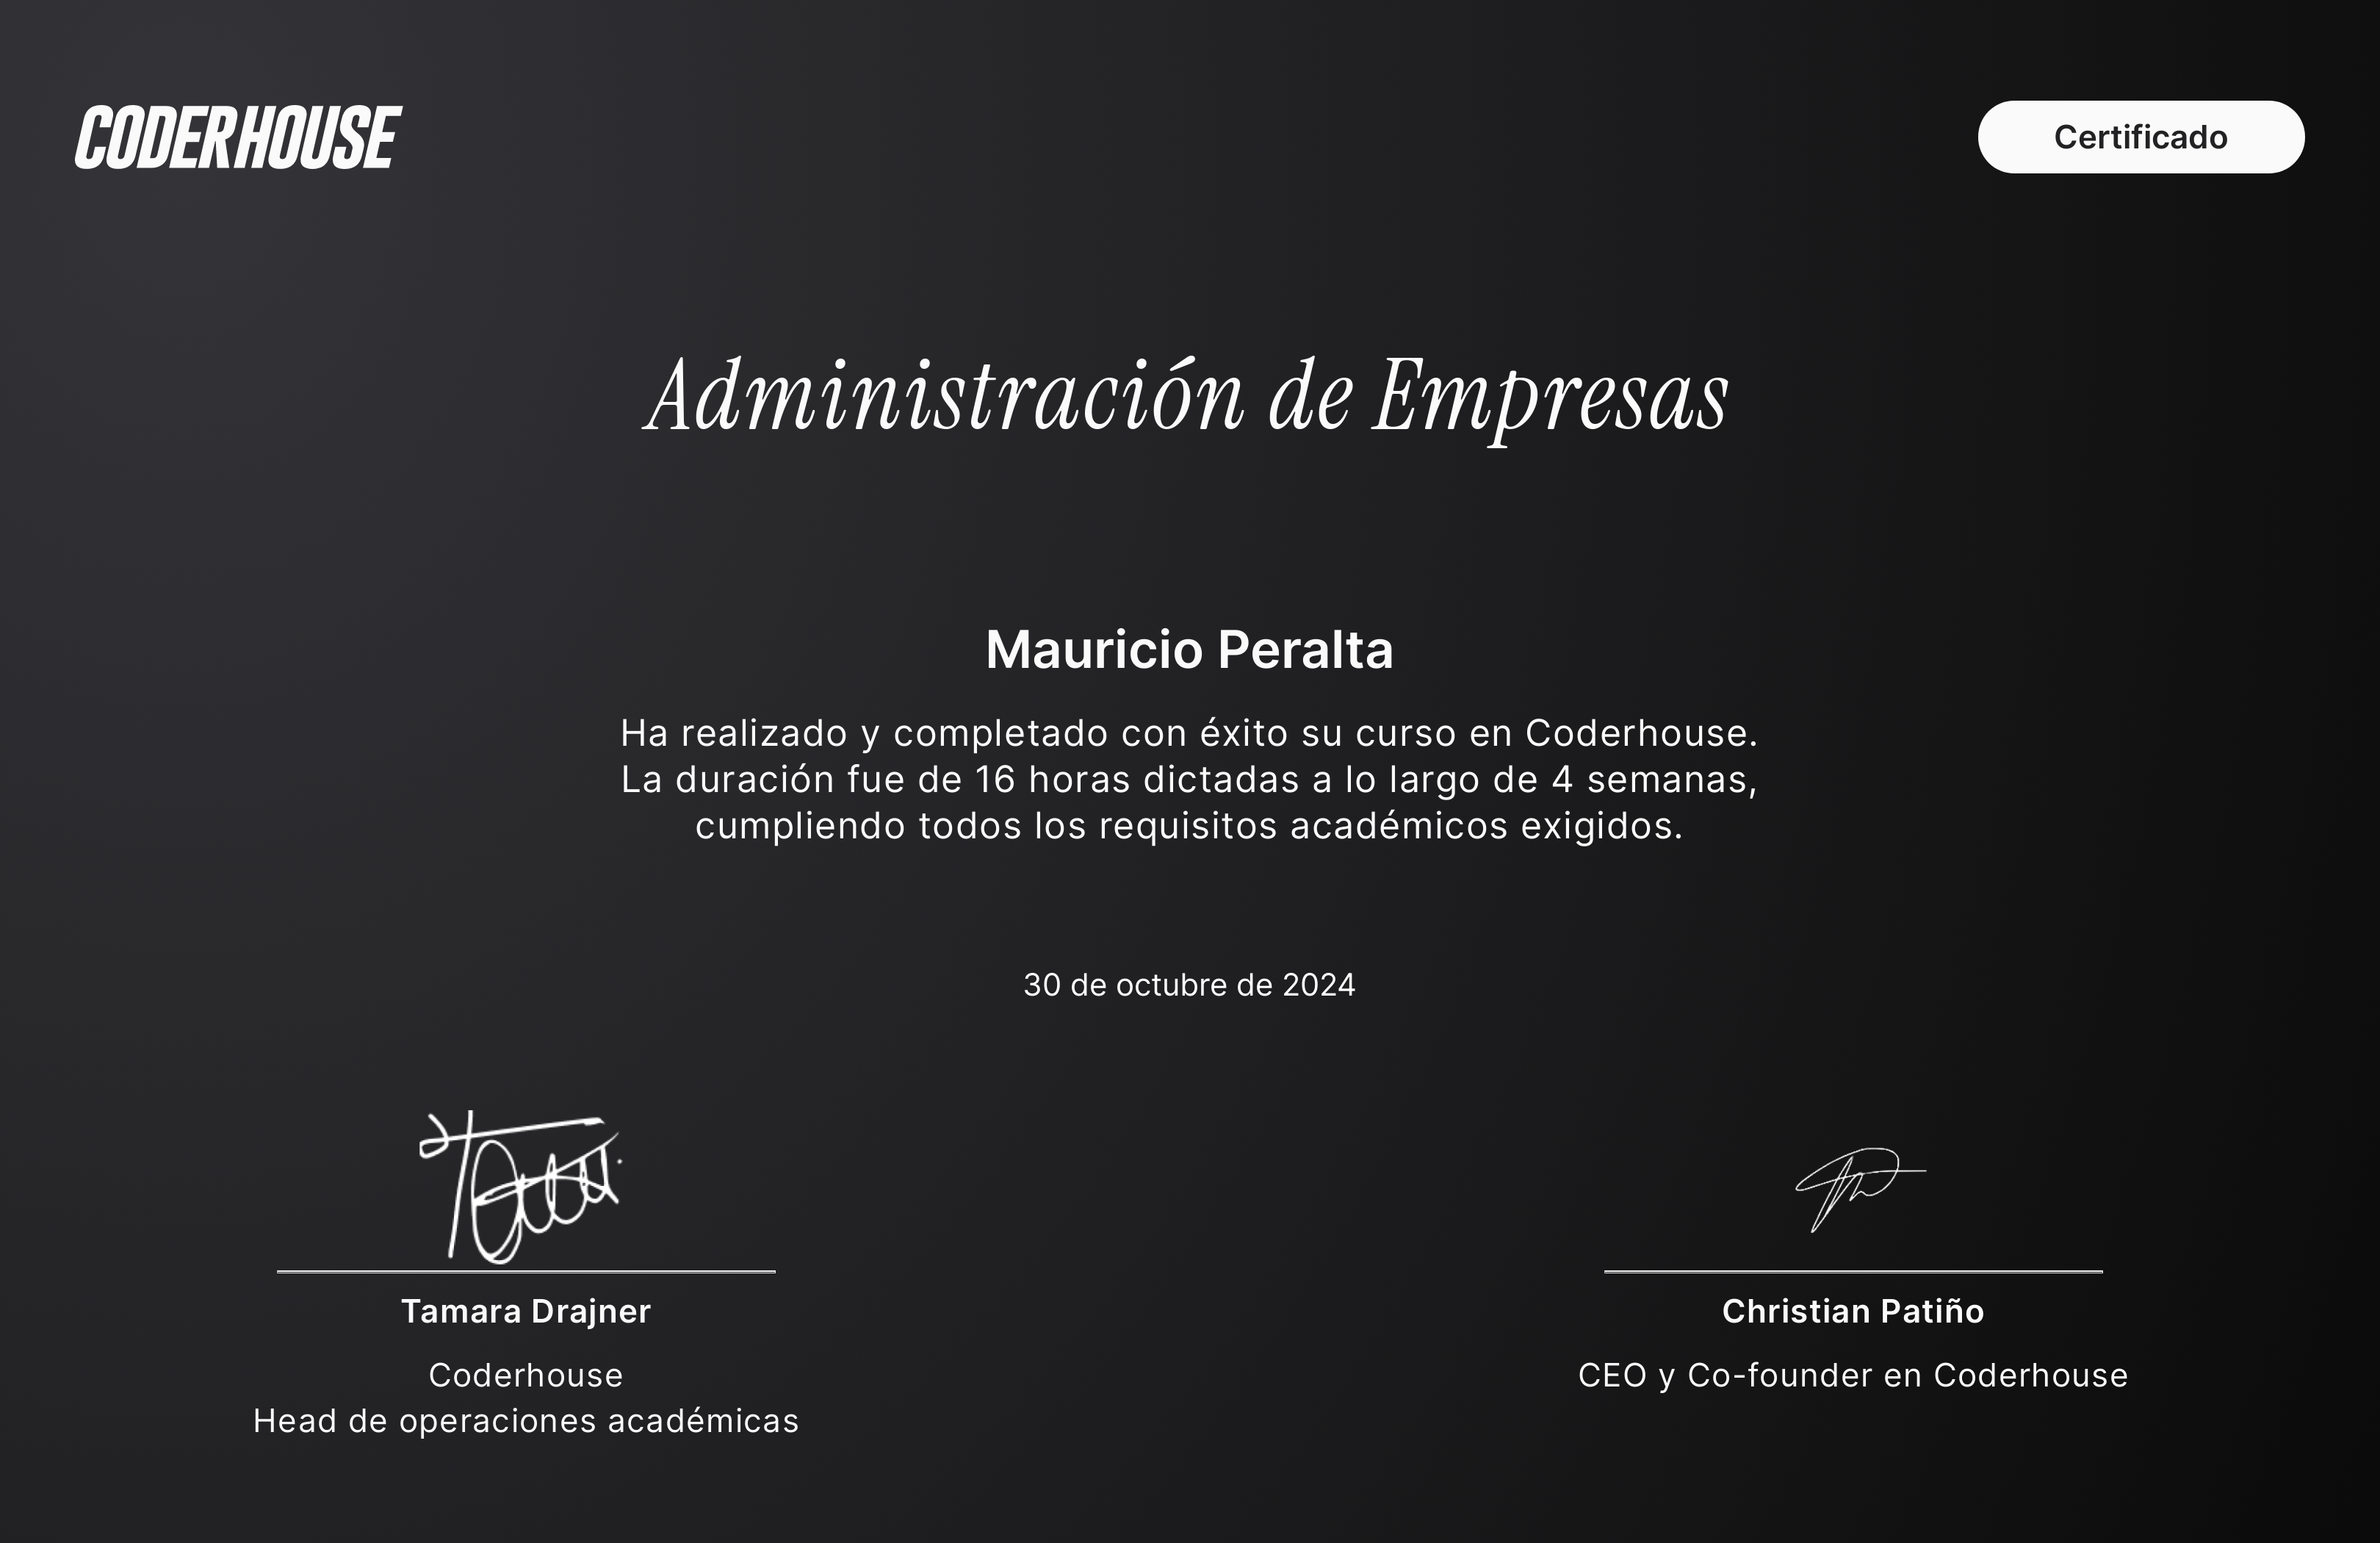 CODERHOUSE
Certificado
Administración de Empresas
Mauricio Peralta
Ha realizado y completado con éxito su curso en Coderhouse.
La duración fue de 16 horas dictadas a lo largo de 4 semanas,
cumpliendo todos los requisitos académicos exigidos.
30 de octubre de 2024
Tamara Drajner
Coderhouse
Head de operaciones académicas
Christian Patiño
CEO y Co-founder en Coderhouse